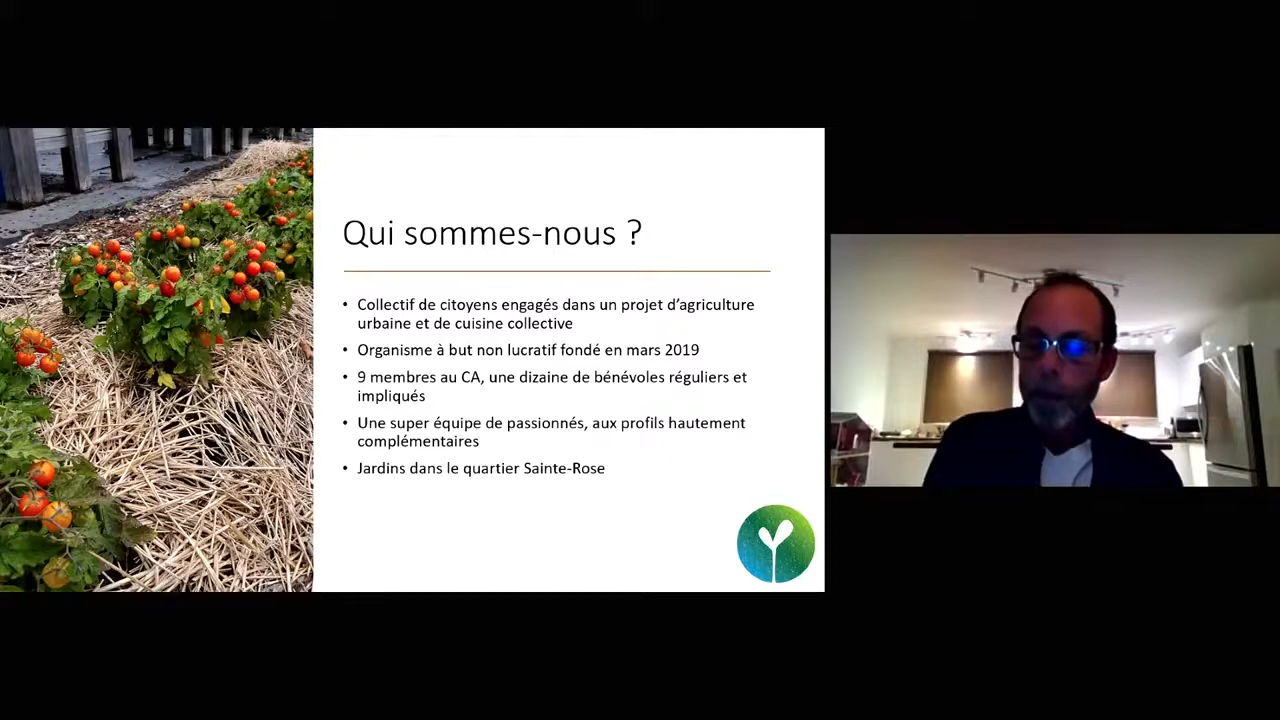 Qui sommes-nous ?
• Collectif de citoyens engagés dans un projet d’agriculture
urbaine et de cuisine collective
• Organisme à but non lucratif fondé en mars 2019
• 9 membres au CA, une dizaine de bénévoles réguliers et
impliqués
• Une super équipe de passionnés, aux profils hautement
complémentaires
• Jardins dans le quartier Sainte-Rose